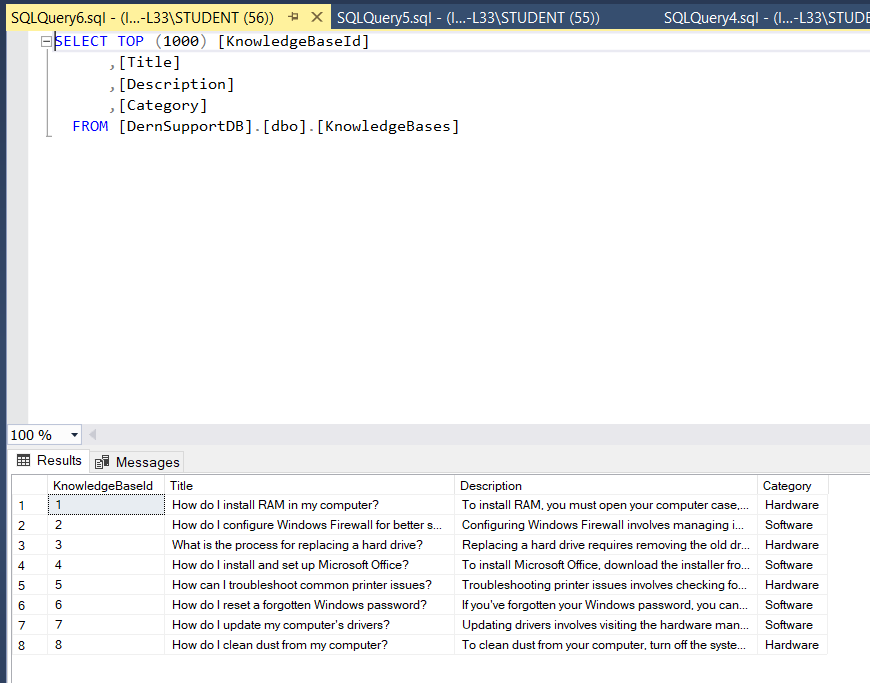 SQLQuery6.sql - (l...-L33\STUDENT (56)) SQLQuery5.sql - (l...-L33\STUDENT (55)) SQLQuery4.sql - (l...-L33\STUDE
SELECT TOP (1000) [KnowledgeBaseId]
,[Title]
,[Description]
,[Category]
FROM [DernSupportDB].[dbo].[KnowledgeBases]
100 %
Results Messages
KnowledgeBaseId Title Description Category
1 1 How do I install RAM in my computer? To install RAM, you must open your computer case,... Hardware
2 2 How do I configure Windows Firewall for better s... Configuring Windows Firewall involves managing i... Software
3 3 What is the process for replacing a hard drive? Replacing a hard drive requires removing the old dr... Hardware
4 4 How do I install and set up Microsoft Office? To install Microsoft Office, download the installer fro... Software
5 5 How can I troubleshoot common printer issues? Troubleshooting printer issues involves checking fo... Hardware
6 6 How do I reset a forgotten Windows password? If you've forgotten your Windows password, you can... Software
7 7 How do I update my computer's drivers? Updating drivers involves visiting the hardware man... Software
8 8 How do I clean dust from my computer? To clean dust from your computer, turn off the syste... Hardware